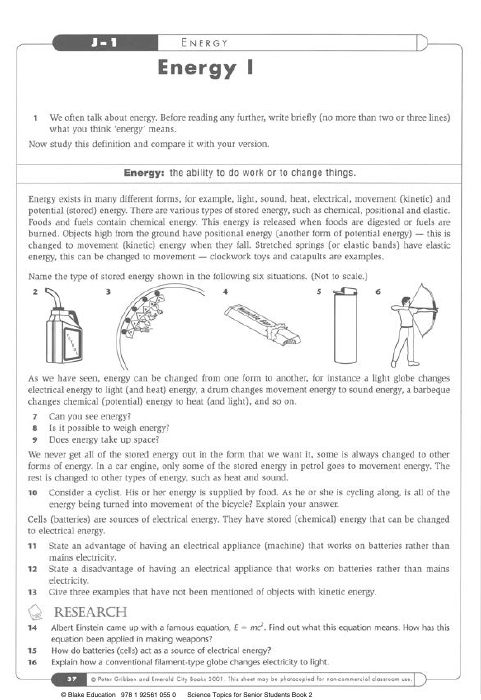 J-1 ENERGY
Energy I
1 We often talk about energy. Before reading any further, write briefly (no more than two or three lines)
what you think 'energy' means.
Now study this definition and compare it with your version.
Energy: the ability to do work or to change things.
Energy exists in many different forms, for example, light, sound, heat, electrical, movement (kinetic) and
potential (stored) energy. There are various types of stored energy, such as chemical, positional and elastic.
Foods and fuels contain chemical energy. This energy is released when foods are digested or fuels are
burned. Objects high from the ground have positional energy (another form of potential energy) — this is
changed to movement (kinetic) energy when they fall. Stretched springs (or elastic bands) have elastic
energy, this can be changed to movement — clockwork toys and catapults are examples.
Name the type of stored energy shown in the following six situations. (Not to scale.)
2 3 4 5 6
As we have seen, energy can be changed from one form to another, for instance a light globe changes
electrical energy to light (and heat) energy, a drum changes movement energy to sound energy, a barbeque
changes chemical (potential) energy to heat (and light), and so on.
7 Can you see energy?
8 Is it possible to weigh energy?
9 Does energy take up space?
We never get all of the stored energy out in the form that we want it, some is always changed to other
forms of energy. In a car engine, only some of the stored energy in petrol goes to movement energy. The
rest is changed to other types of energy, such as heat and sound.
10 Consider a cyclist. His or her energy is supplied by food. As he or she is cycling along, is all of the
energy being turned into movement of the bicycle? Explain your answer.
Cells (batteries) are sources of electrical energy. They have stored (chemical) energy that can be changed
to electrical energy.
11 State an advantage of having an electrical appliance (machine) that works on batteries rather than
mains electricity.
12 State a disadvantage of having an electrical appliance that works on batteries rather than mains
electricity.
13 Give three examples that have not been mentioned of objects with kinetic energy.
RESEARCH
14 Albert Einstein came up with a famous equation, E = mc². Find out what this equation means. How has this
equation been applied in making weapons?
15 How do batteries (cells) act as a source of electrical energy?
16 Explain how a conventional filament-type globe changes electricity to light.
37 © Peter Gribben and Emerald City Books 2001. This sheet may be photocopied for non-commercial classroom use.
© Blake Education 978 1 92561 055 0 Science Topics for Senior Students Book 2